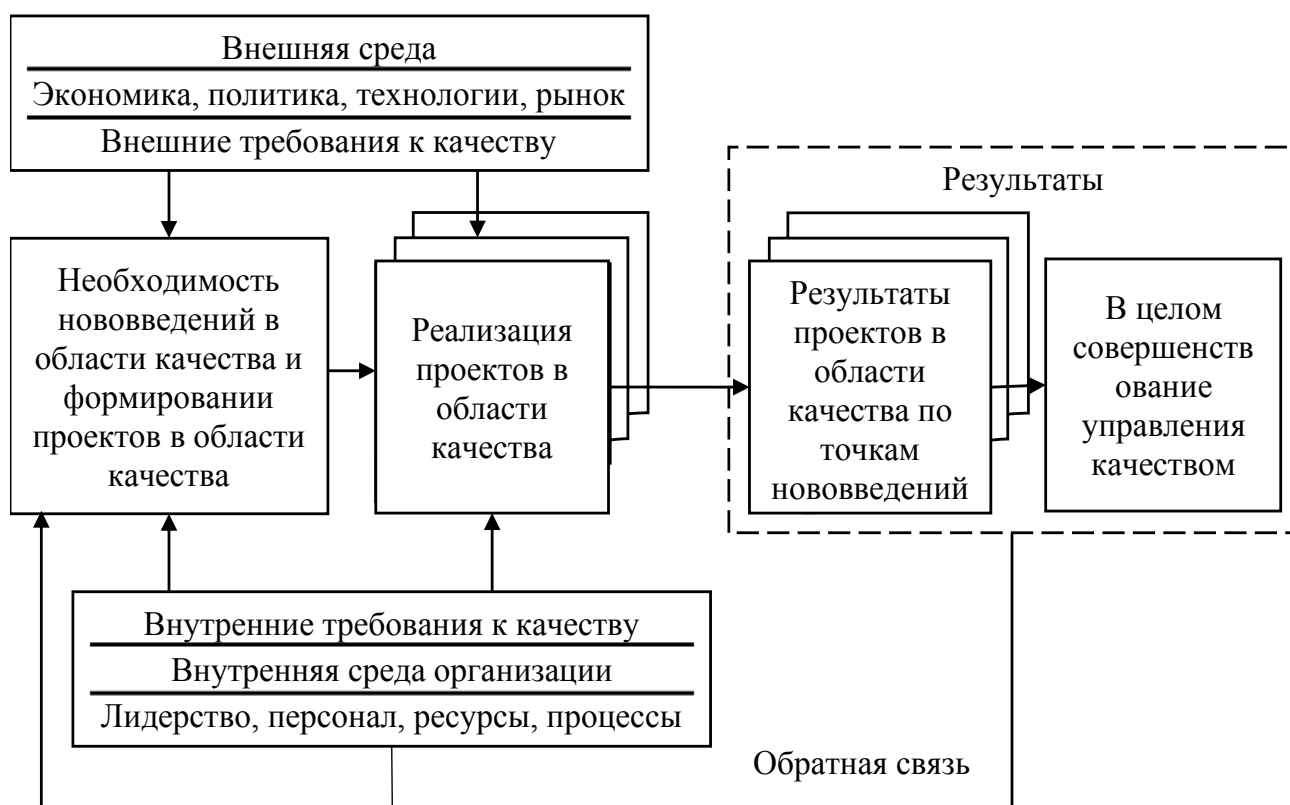 Внешняя среда
Экономика, политика, технологии, рынок
Внешние требования к качеству
Результаты
Необходимость
нововведений в
области качества и
формировании
проектов в области
качества
Реализация
проектов в
области
качества
Результаты
проектов в
области
качества по
точкам
нововведений
В целом
совершенств
ование
управления
качеством
Внутренние требования к качеству
Внутренняя среда организации
Лидерство, персонал, ресурсы, процессы
Обратная связь